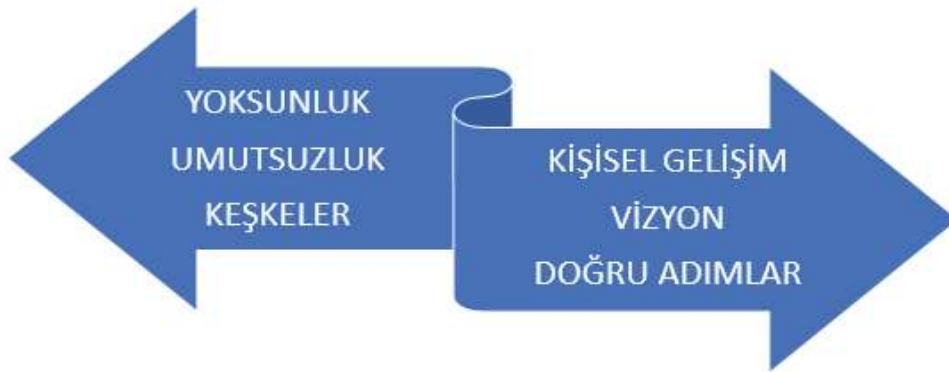 YOKSUNLUK
UMUTSUZLUK
KEŞKELER
KİŞİSEL GELİŞİM
VİZYON
DOĞRU ADIMLAR